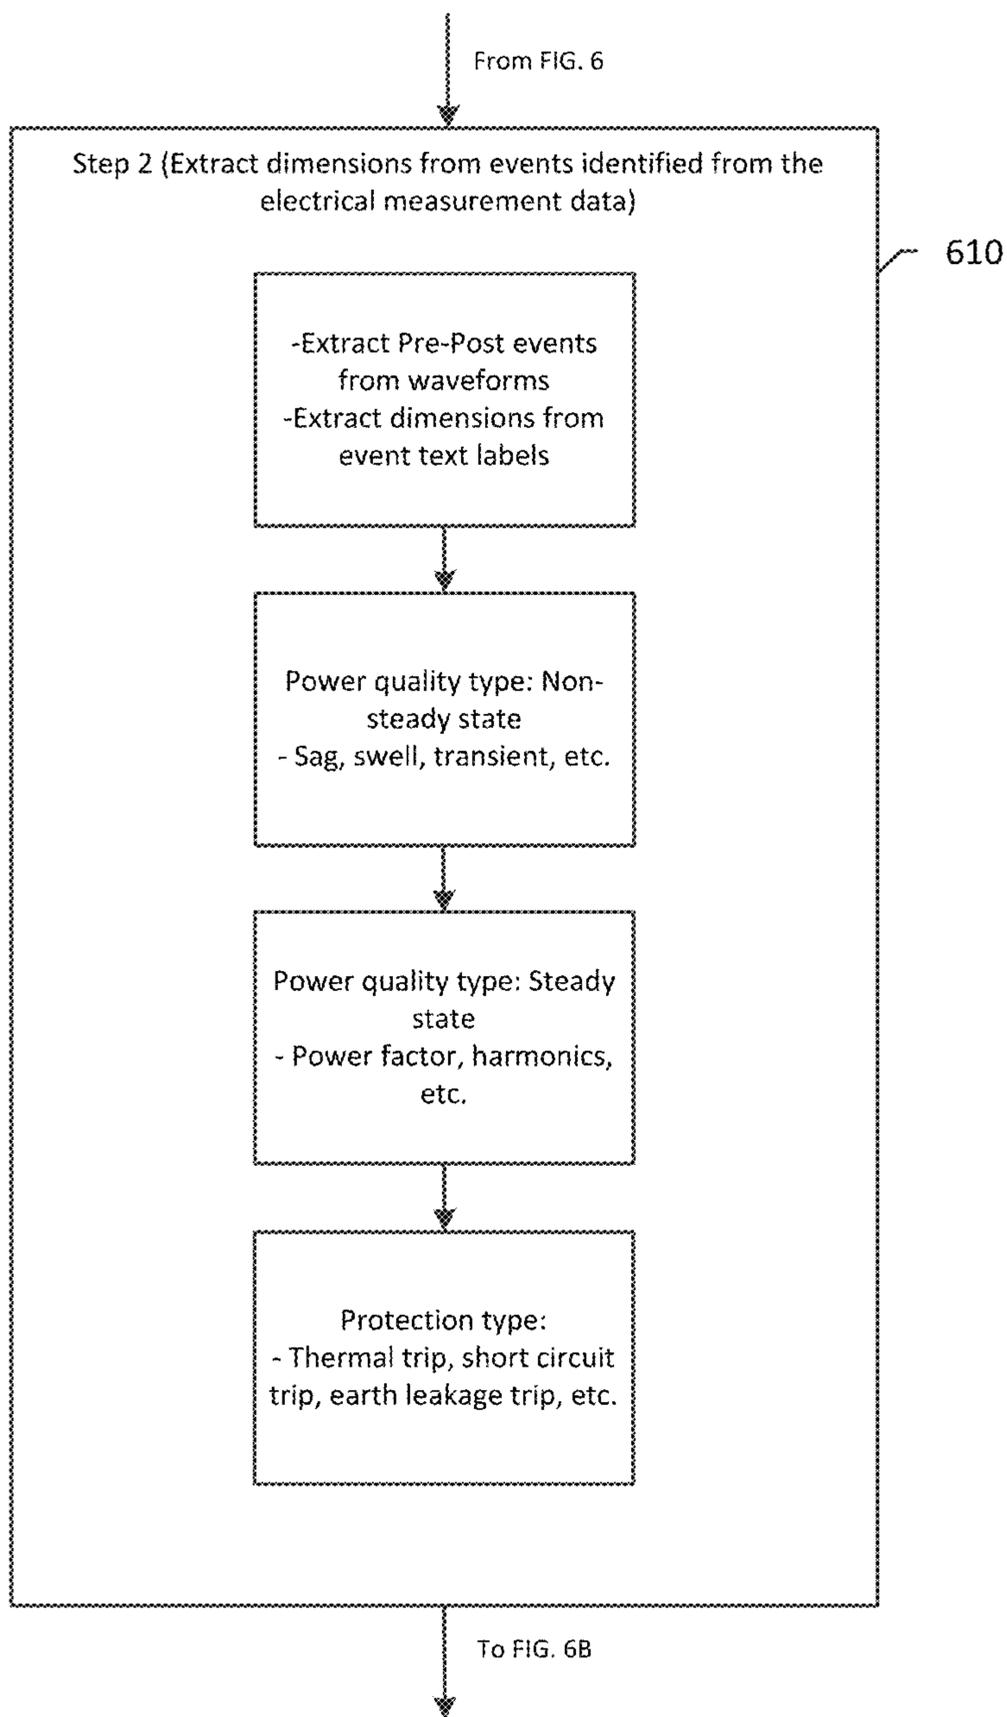 From FIG. 6
Step 2 (Extract dimensions from events identified from the
electrical measurement data)
610
-Extract Pre-Post events
from waveforms
-Extract dimensions from
event text labels
Power quality type: Non-
steady state
- Sag, swell, transient, etc.
Power quality type: Steady
state
- Power factor, harmonics,
etc.
Protection type:
- Thermal trip, short circuit
trip, earth leakage trip, etc.
To FIG. 6B